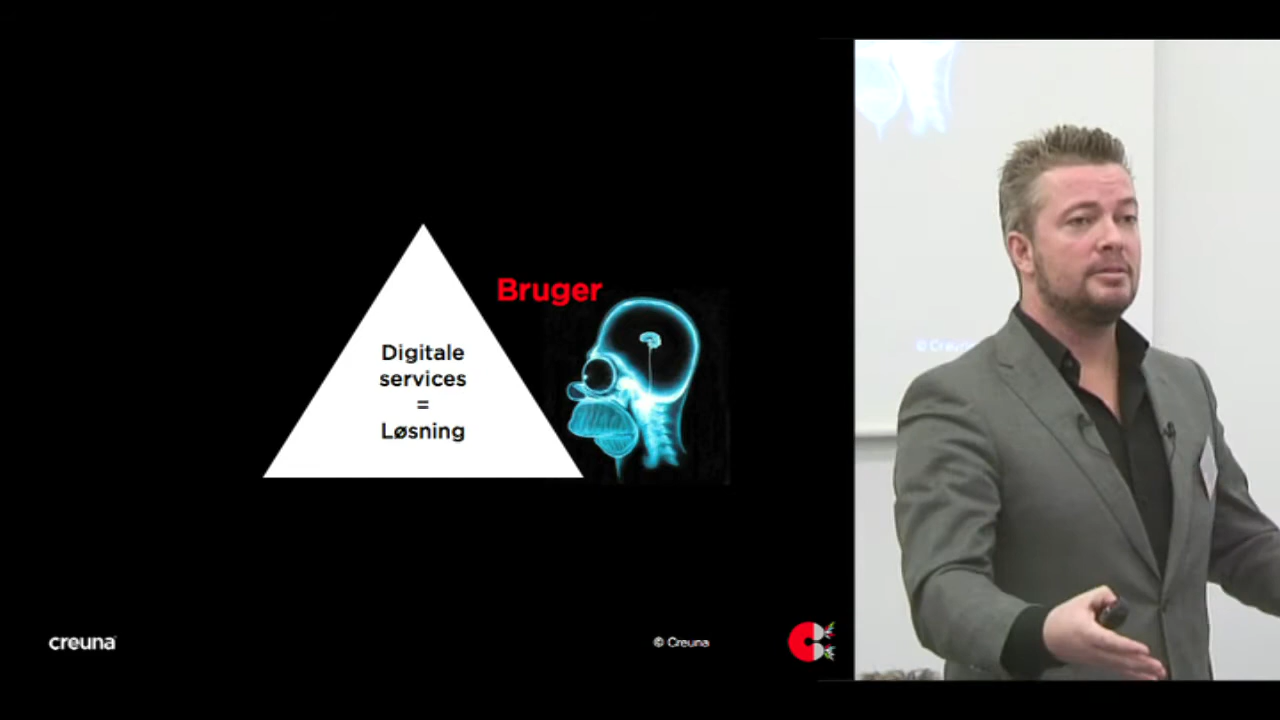 Bruger
Digitale
services
=
Løsning
creuna
© Creuna